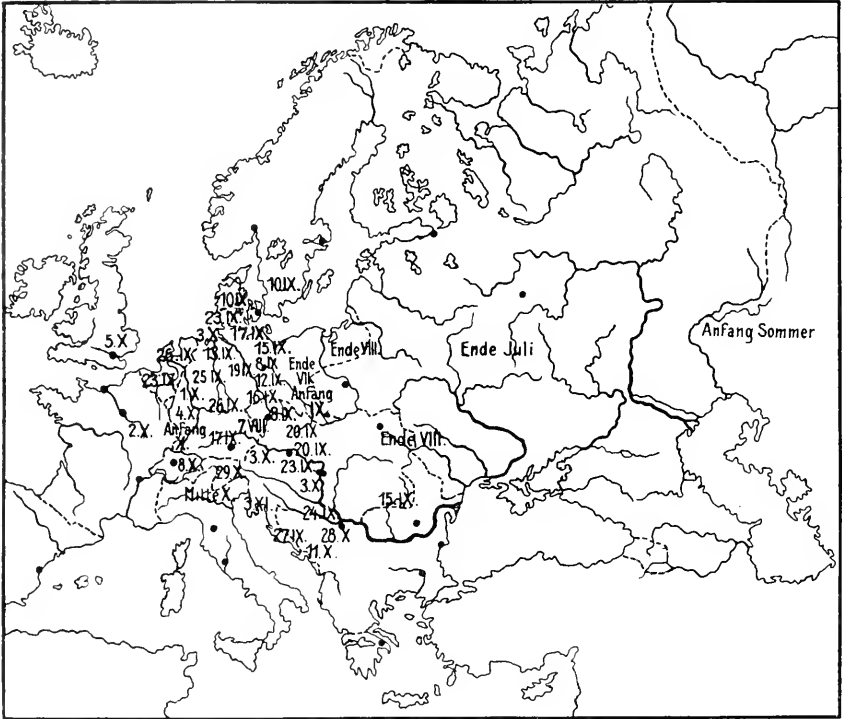 10.IX.
10.IX.
23.IX.
3.X.
17.IX.
5.X
13.IX.
15.IX.
Ende VIII.
Ende Juli
Anfang Sommer
26.IX.
8.IX
19.IX
Ende
23.IX.
25.IX
12.IX.
VIII.
1.X.
16.IX.
Anfang
IX.
4.X.
26.IX.
8.IX.
2.X.
Anfang
X.
7.VIII.
20.IX
Ende VIII.
17.IX
20.IX.
8.X.
3.X.
23.IX.
29.X
3.X
Mitte X.
3.XI.
15.IX.
24.IX
27.IX.
28.X
11.X.